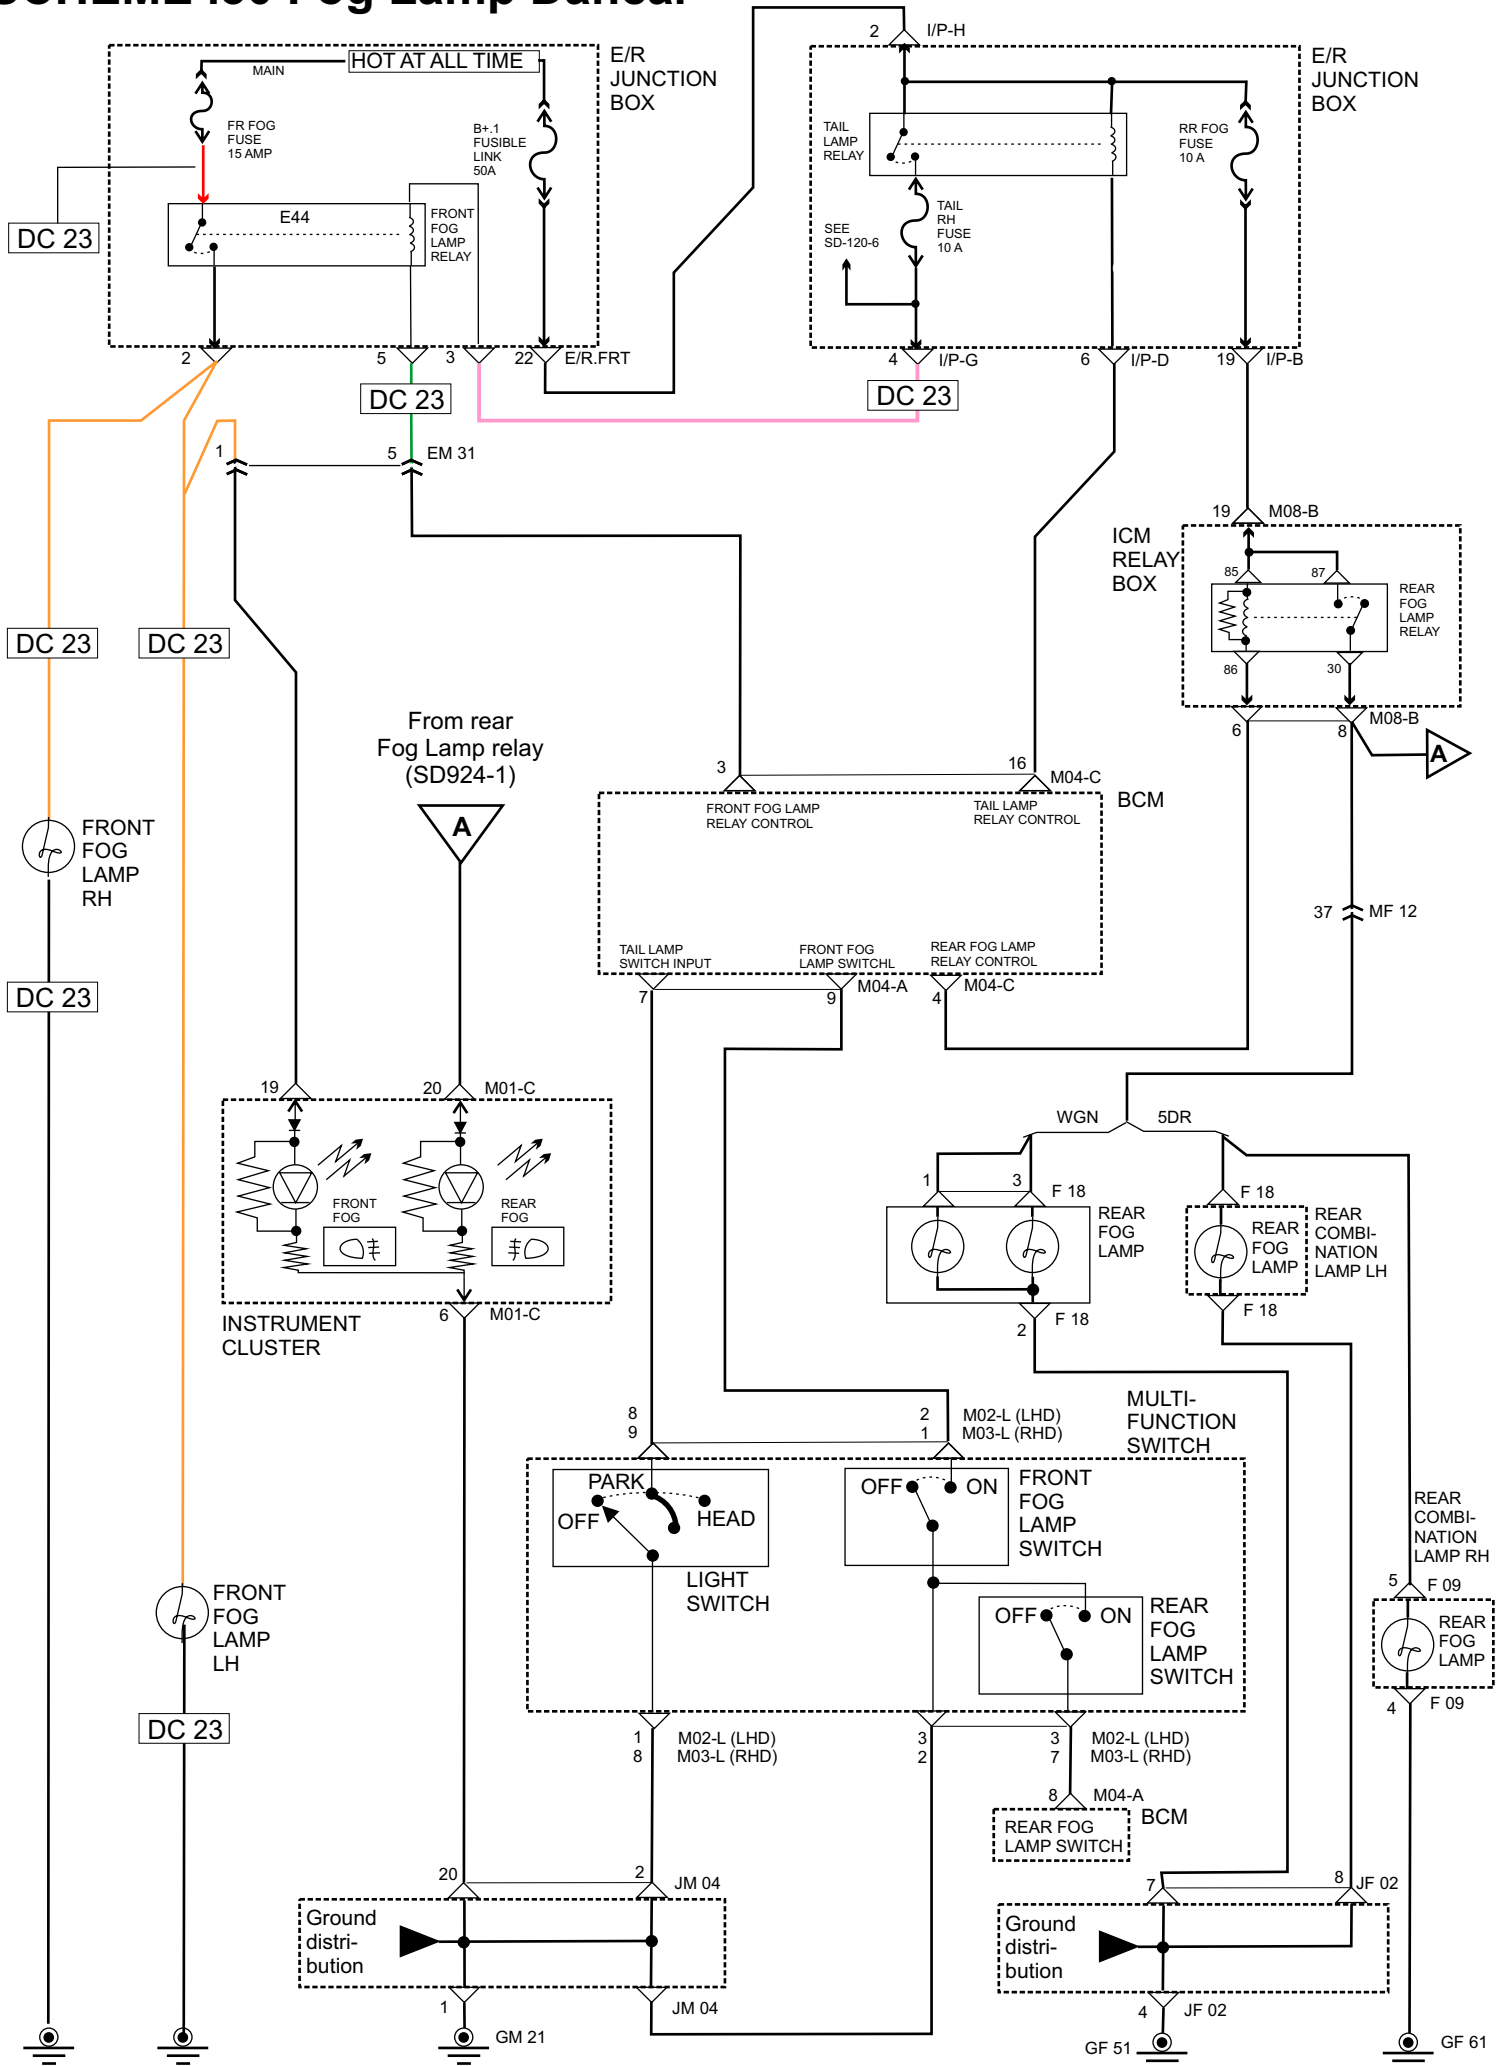 HOT AT ALL TIME
MAIN
E/R
JUNCTION
BOX
FR FOG
FUSE
15 AMP
B+.1
FUSIBLE
LINK
50A
DC 23
E44
FRONT
FOG
LAMP
RELAY
2
5
3
22
E/R.FRT
2
I/P-H
E/R
JUNCTION
BOX
TAIL
LAMP
RELAY
RR FOG
FUSE
10 A
TAIL
RH
FUSE
10 A
SEE
SD-120-6
4
I/P-G
6
I/P-D
19
I/P-B
DC 23
DC 23
1
5
EM 31
19
M08-B
ICM
RELAY
BOX
85
87
REAR
FOG
LAMP
RELAY
86
30
6
8
M08-B
A
DC 23
DC 23
From rear
Fog Lamp relay
(SD924-1)
A
3
16
M04-C
BCM
FRONT FOG LAMP
RELAY CONTROL
TAIL LAMP
RELAY CONTROL
FRONT
FOG
LAMP
RH
37
MF 12
TAIL LAMP
SWITCH INPUT
FRONT FOG
LAMP SWITCHL
REAR FOG LAMP
RELAY CONTROL
7
9
M04-A
4
M04-C
DC 23
19
20
M01-C
FRONT
FOG
REAR
FOG
6
M01-C
INSTRUMENT
CLUSTER
WGN
5DR
1
3
F 18
REAR
FOG
LAMP
2
F 18
F 18
REAR
FOG
LAMP
REAR
COMBI-
NATION
LAMP LH
F 18
MULTI-
FUNCTION
SWITCH
8
9
2
1
M02-L (LHD)
M03-L (RHD)
PARK
OFF
HEAD
LIGHT
SWITCH
OFF
ON
FRONT
FOG
LAMP
SWITCH
OFF
ON
REAR
FOG
LAMP
SWITCH
REAR
COMBI-
NATION
LAMP RH
5
F 09
REAR
FOG
LAMP
4
F 09
FRONT
FOG
LAMP
LH
DC 23
1
8
M02-L (LHD)
M03-L (RHD)
3
2
3
7
M02-L (LHD)
M03-L (RHD)
8
M04-A
BCM
REAR FOG
LAMP SWITCH
20
2
JM 04
Ground
distri-
bution
1
JM 04
GM 21
7
8
JF 02
Ground
distri-
bution
4
JF 02
GF 51
GF 61